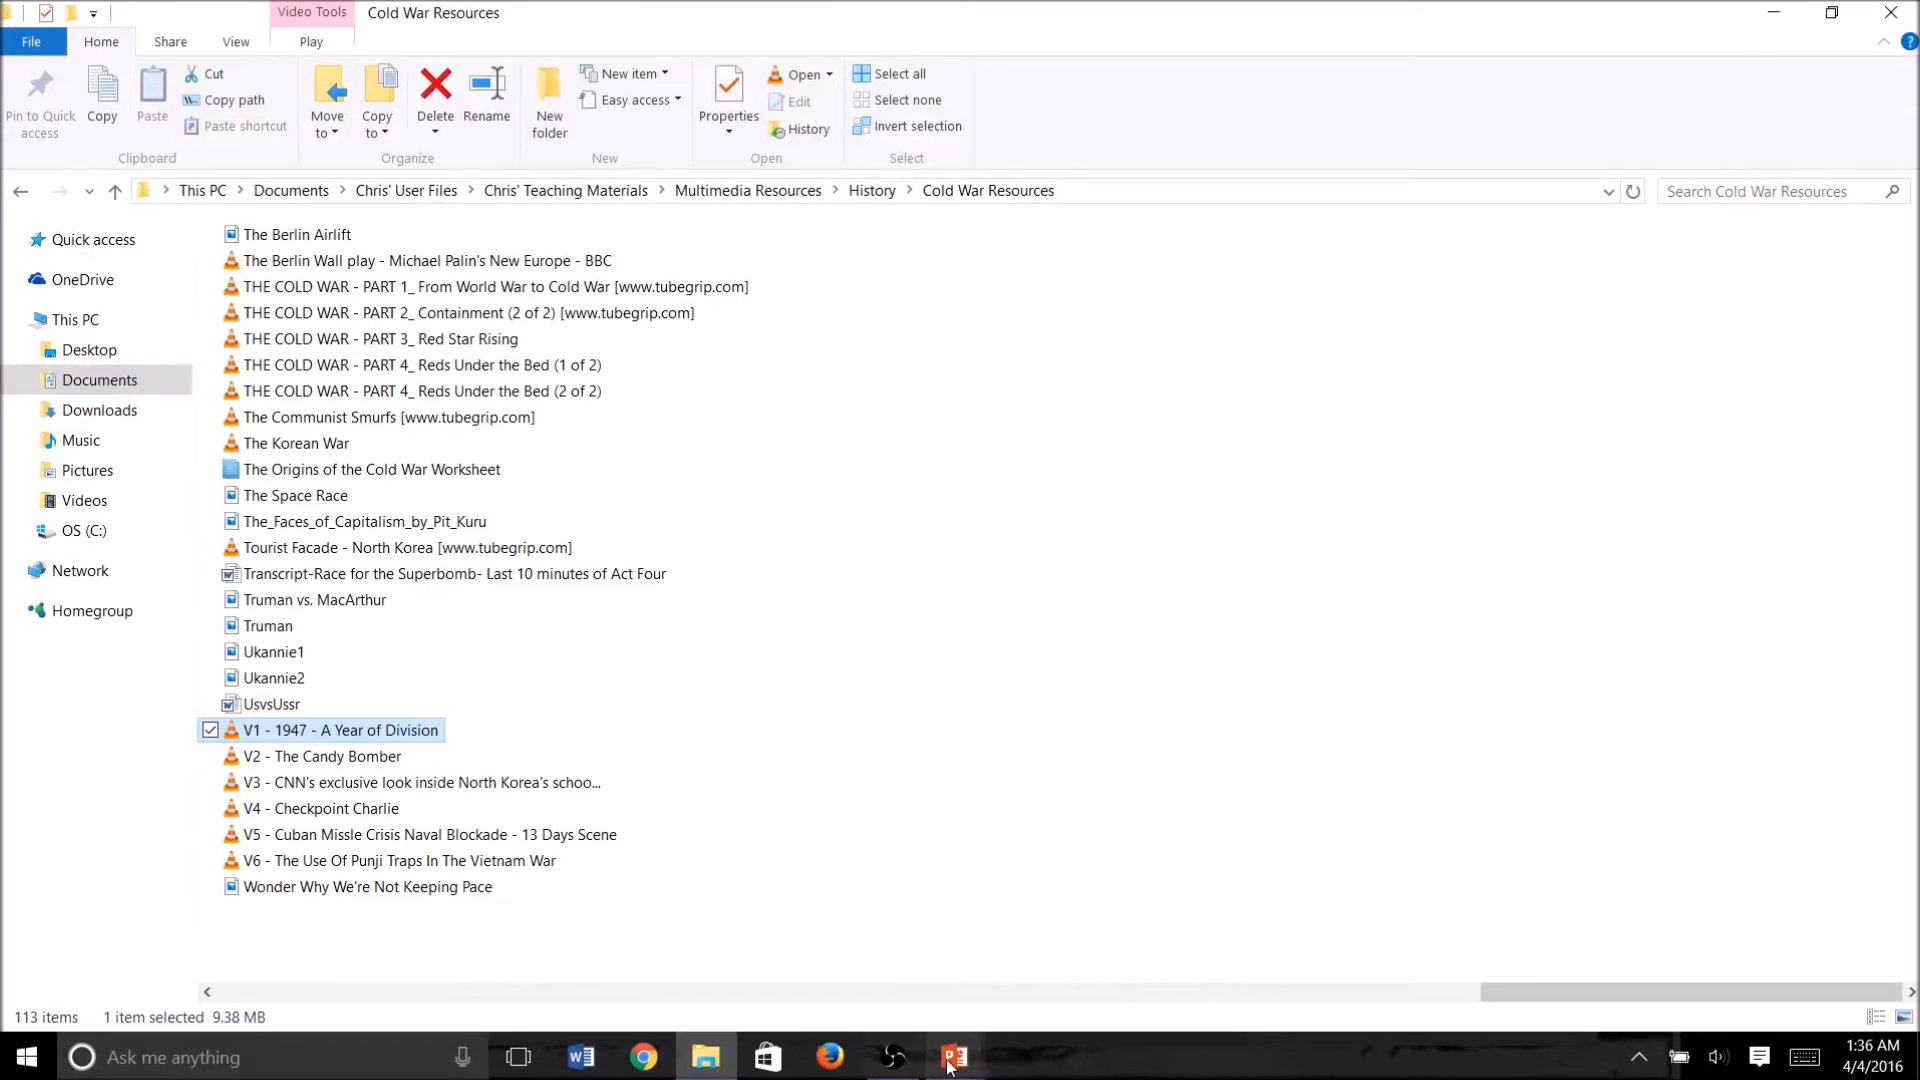 Video Tools
Cold War Resources
File
Home
Share
View
Play
Pin to Quick access
Copy
Paste
Cut
Copy path
Paste shortcut
Clipboard
Move to
Copy to
Delete
Rename
Organize
New folder
New item
Easy access
New
Properties
Open
Edit
History
Open
Select all
Select none
Invert selection
Select
This PC > Documents > Chris' User Files > Chris' Teaching Materials > Multimedia Resources > History > Cold War Resources
Search Cold War Resources
Quick access
OneDrive
This PC
Desktop
Documents
Downloads
Music
Pictures
Videos
OS (C:)
Network
Homegroup
The Berlin Airlift
The Berlin Wall play - Michael Palin's New Europe - BBC
THE COLD WAR - PART 1_ From World War to Cold War [www.tubegrip.com]
THE COLD WAR - PART 2_ Containment (2 of 2) [www.tubegrip.com]
THE COLD WAR - PART 3_ Red Star Rising
THE COLD WAR - PART 4_ Reds Under the Bed (1 of 2)
THE COLD WAR - PART 4_ Reds Under the Bed (2 of 2)
The Communist Smurfs [www.tubegrip.com]
The Korean War
The Origins of the Cold War Worksheet
The Space Race
The_Faces_of_Capitalism_by_Pit_Kuru
Tourist Facade - North Korea [www.tubegrip.com]
Transcript-Race for the Superbomb- Last 10 minutes of Act Four
Truman vs. MacArthur
Truman
Ukannie1
Ukannie2
UsvsUssr
V1 - 1947 - A Year of Division
V2 - The Candy Bomber
V3 - CNN's exclusive look inside North Korea's schoo...
V4 - Checkpoint Charlie
V5 - Cuban Missle Crisis Naval Blockade - 13 Days Scene
V6 - The Use Of Punji Traps In The Vietnam War
Wonder Why We're Not Keeping Pace
113 items 1 item selected 9.38 MB
Ask me anything
1:36 AM
4/4/2016